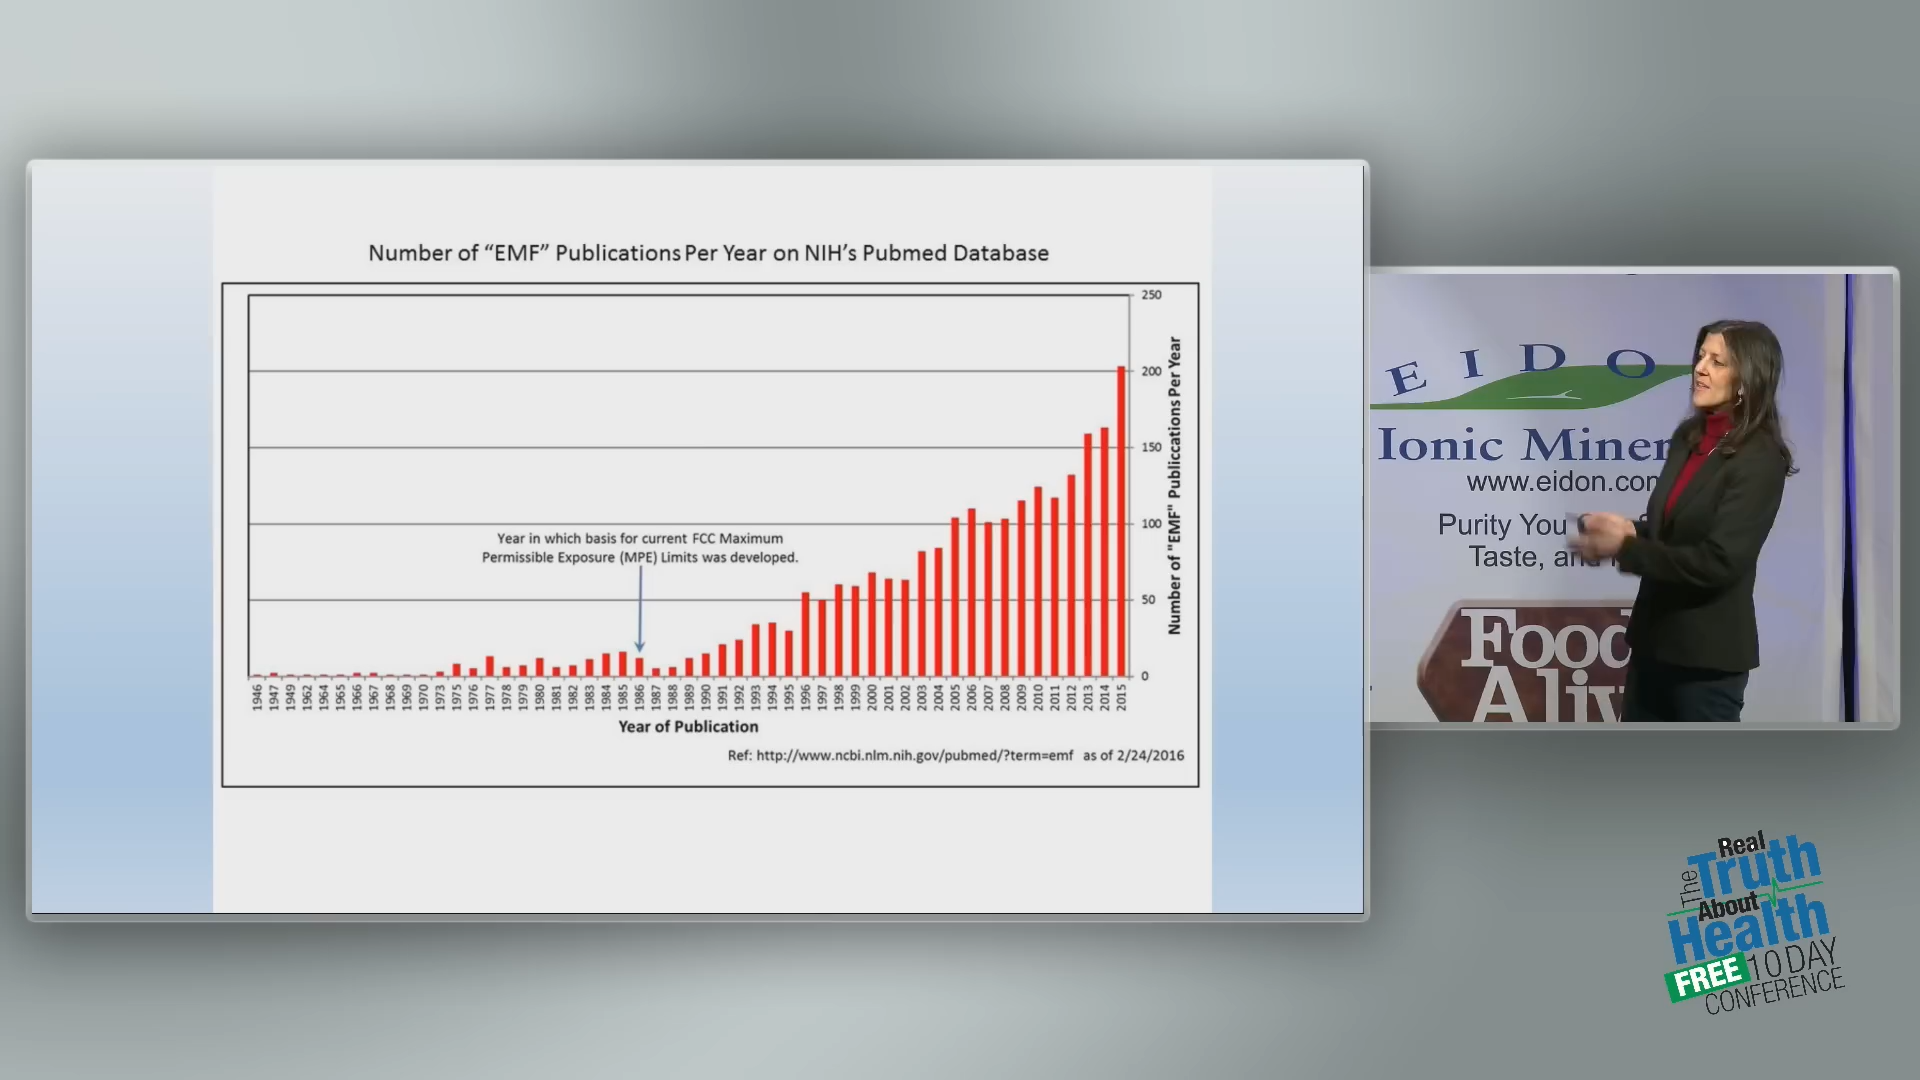 Number of “EMF” Publications Per Year on NIH’s Pubmed Database
250
200
150
100
50
0
Number of "EMF" Publiccations Per Year
Year in which basis for current FCC Maximum
Permissible Exposure (MPE) Limits was developed.
1946 1947 1949 1962 1964 1965 1966 1967 1968 1969 1970 1973 1975 1976 1977 1978 1979 1980 1981 1982 1983 1984 1985 1986 1987 1988 1989 1990 1991 1992 1993 1994 1995 1996 1997 1998 1999 2000 2001 2002 2003 2004 2005 2006 2007 2008 2009 2010 2011 2012 2013 2014 2015
Year of Publication
Ref: http://www.ncbi.nlm.nih.gov/pubmed/?term=emf as of 2/24/2016
EIDO
Ionic Miner
www.eidon.com
Purity You
Taste, an
Food
Aliv
The Real
Truth
About
Health
FREE 10 DAY
CONFERENCE